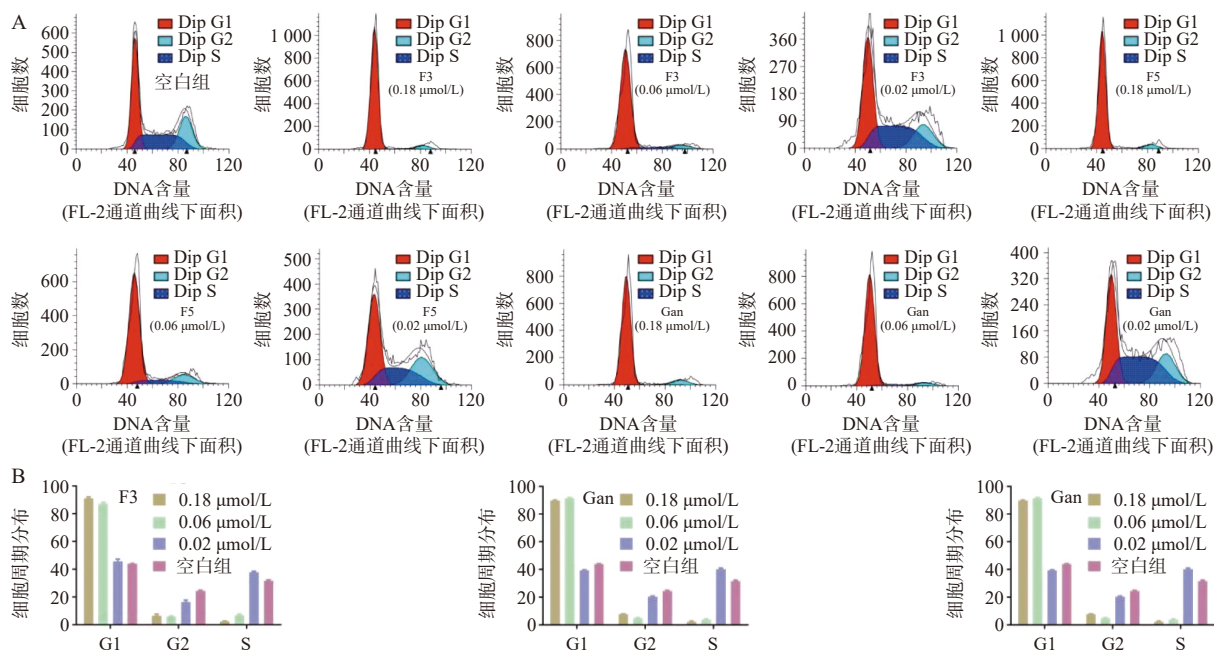 A
600
500
400
300
200
100
0
细胞数
Dip G1
Dip G2
Dip S
空白组
0 40 80 120
DNA含量
(FL-2通道曲线下面积)
1 000
800
600
400
200
0
细胞数
Dip G1
Dip G2
Dip S
F3
(0.18 μmol/L)
0 40 80 120
DNA含量
(FL-2通道曲线下面积)
800
600
400
200
0
细胞数
Dip G1
Dip G2
Dip S
F3
(0.06 μmol/L)
0 40 80 120
DNA含量
(FL-2通道曲线下面积)
360
270
180
90
0
细胞数
Dip G1
Dip G2
Dip S
F3
(0.02 μmol/L)
0 40 80 120
DNA含量
(FL-2通道曲线下面积)
1 000
800
600
400
200
0
细胞数
Dip G1
Dip G2
Dip S
F5
(0.18 μmol/L)
0 40 80 120
DNA含量
(FL-2通道曲线下面积)
600
400
200
0
细胞数
Dip G1
Dip G2
Dip S
F5
(0.06 μmol/L)
0 40 80 120
DNA含量
(FL-2通道曲线下面积)
500
400
300
200
100
0
细胞数
Dip G1
Dip G2
Dip S
F5
(0.02 μmol/L)
0 40 80 120
DNA含量
(FL-2通道曲线下面积)
800
600
400
200
0
细胞数
Dip G1
Dip G2
Dip S
Gan
(0.18 μmol/L)
0 40 80 120
DNA含量
(FL-2通道曲线下面积)
800
600
400
200
0
细胞数
Dip G1
Dip G2
Dip S
Gan
(0.06 μmol/L)
0 40 80 120
DNA含量
(FL-2通道曲线下面积)
400
320
240
160
80
0
细胞数
Dip G1
Dip G2
Dip S
Gan
(0.02 μmol/L)
0 40 80 120
DNA含量
(FL-2通道曲线下面积)
B
100
80
60
40
20
0
细胞周期分布
F3
0.18 μmol/L
0.06 μmol/L
0.02 μmol/L
空白组
G1 G2 S
100
80
60
40
20
0
细胞周期分布
Gan
0.18 μmol/L
0.06 μmol/L
0.02 μmol/L
空白组
G1 G2 S
100
80
60
40
20
0
细胞周期分布
Gan
0.18 μmol/L
0.06 μmol/L
0.02 μmol/L
空白组
G1 G2 S